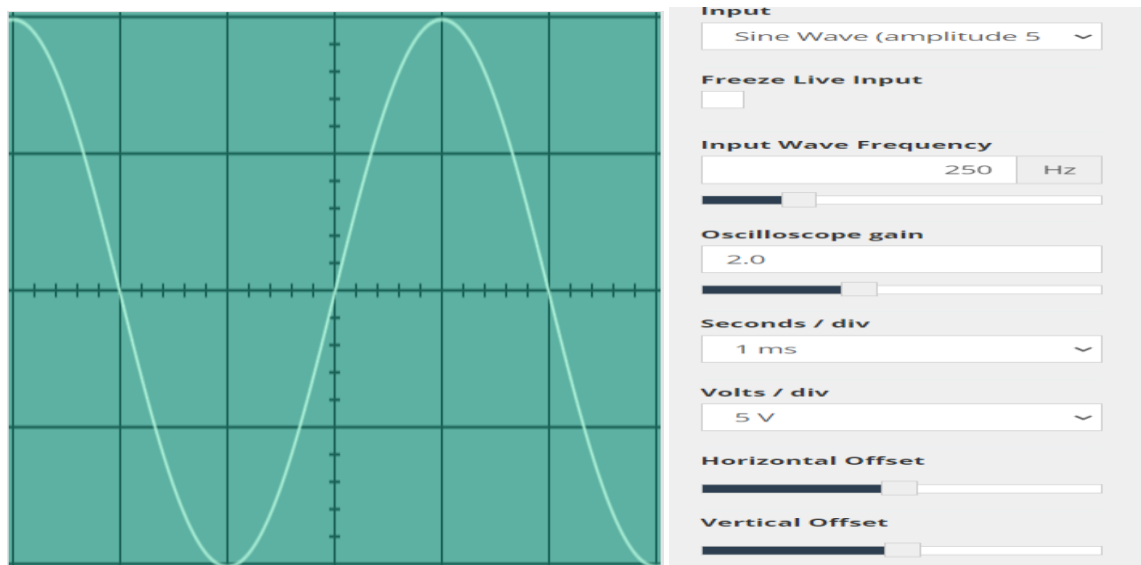 Input
Sine Wave (amplitude 5
Freeze Live Input
Input Wave Frequency
250 Hz
Oscilloscope gain
2.0
Seconds / div
1 ms
Volts / div
5 V
Horizontal Offset
Vertical Offset